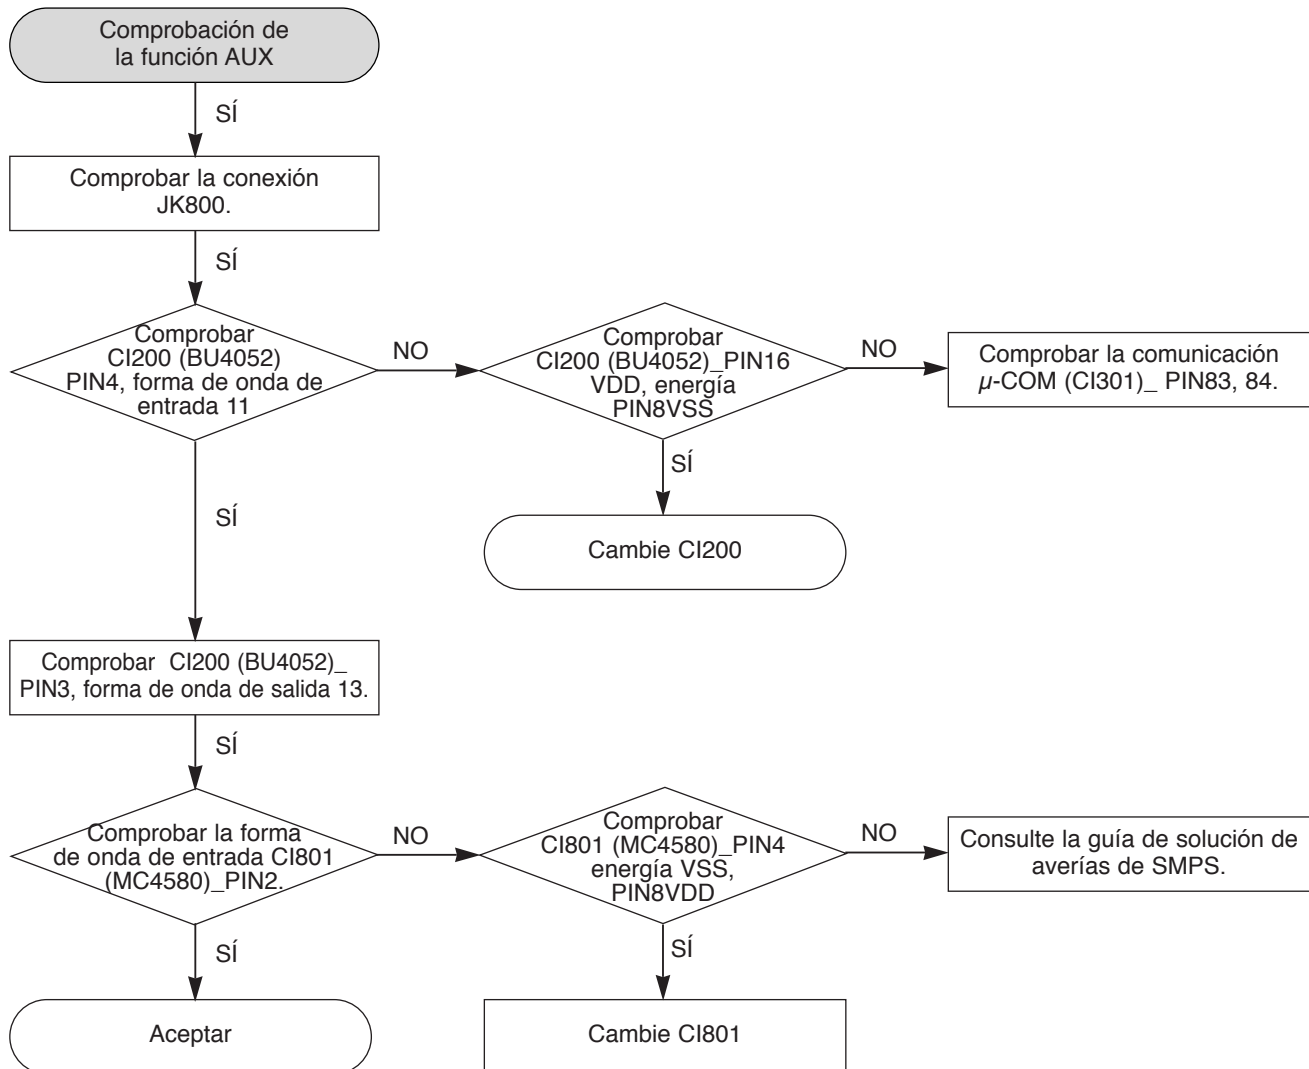 Comprobación de
la función AUX
SÍ
Comprobar la conexión
JK800.
SÍ
Comprobar
CI200 (BU4052)
PIN4, forma de onda de
entrada 11
NO
Comprobar
CI200 (BU4052)_PIN16
VDD, energía
PIN8VSS
NO
Comprobar la comunicación
µ-COM (CI301)_ PIN83, 84.
SÍ
Cambie CI200
SÍ
Comprobar  CI200 (BU4052)_
PIN3, forma de onda de salida 13.
SÍ
Comprobar la forma
de onda de entrada CI801
(MC4580)_PIN2.
NO
Comprobar
CI801 (MC4580)_PIN4
energía VSS,
PIN8VDD
NO
Consulte la guía de solución de
averías de SMPS.
SÍ
Aceptar
SÍ
Cambie CI801